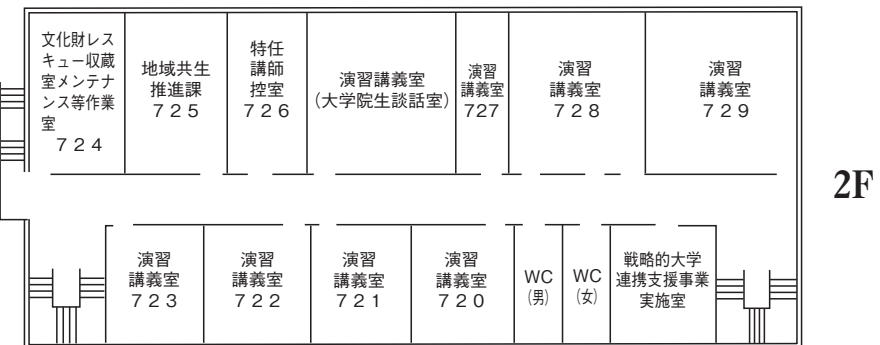 文化財レス
キュー収蔵
室メンテナ
ンス等作業
室
７２４
地域共生
推進課
７２５
特任
講師
控室
７２６
演習講義室
(大学院生談話室)
演習
講義室
727
演習
講義室
７２８
演習
講義室
７２９
2F
演習
講義室
７２３
演習
講義室
７２２
演習
講義室
７２１
演習
講義室
７２０
WC
(男)
WC
(女)
戦略的大学
連携支援事業
実施室